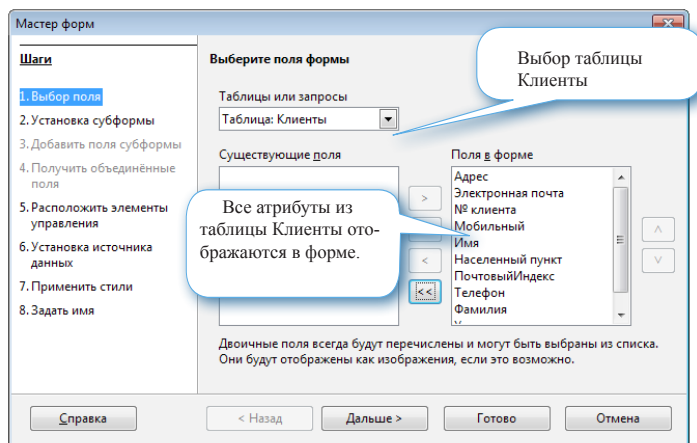 Мастер форм
Шаги
1. Выбор поля
2. Установка субформы
3. Добавить поля субформы
4. Получить объединённые
поля
5. Расположить элементы
управления
6. Установка источника
данных
7. Применить стили
8. Задать имя
Выберите поля формы
Выбор таблицы
Клиенты
Таблицы или запросы
Таблица: Клиенты
Существующие поля
Поля в форме
Все атрибуты из
таблицы Клиенты ото-
бражаются в форме.
>
<
<<
Адрес
Электронная почта
№ клиента
Мобильный
Имя
Населенный пункт
ПочтовыйИндекс
Телефон
Фамилия
Двоичные поля всегда будут перечислены и могут быть выбраны из списка.
Они будут отображены как изображения, если это возможно.
Справка
< Назад
Дальше >
Готово
Отмена